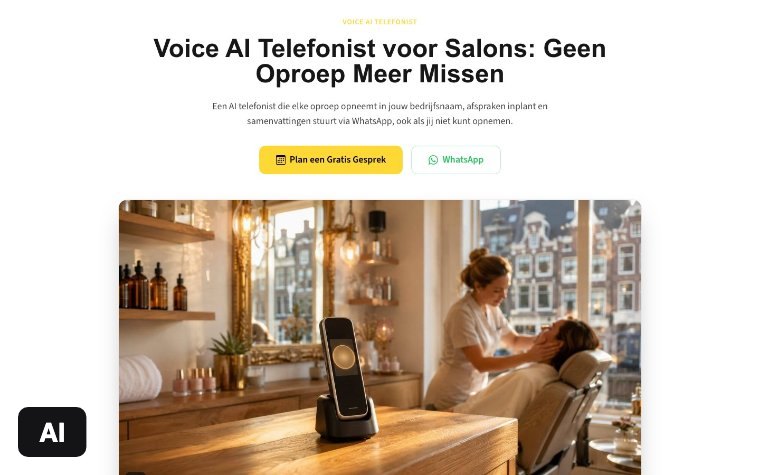 VOICE AI TELEFONIST
Voice AI Telefonist voor Salons: Geen
Oproep Meer Missen
Een AI telefonist die elke oproep opneemt in jouw bedrijfsnaam, afspraken inplant en
samenvattingen stuurt via WhatsApp, ook als jij niet kunt opnemen.
Plan een Gratis Gesprek
WhatsApp
AI